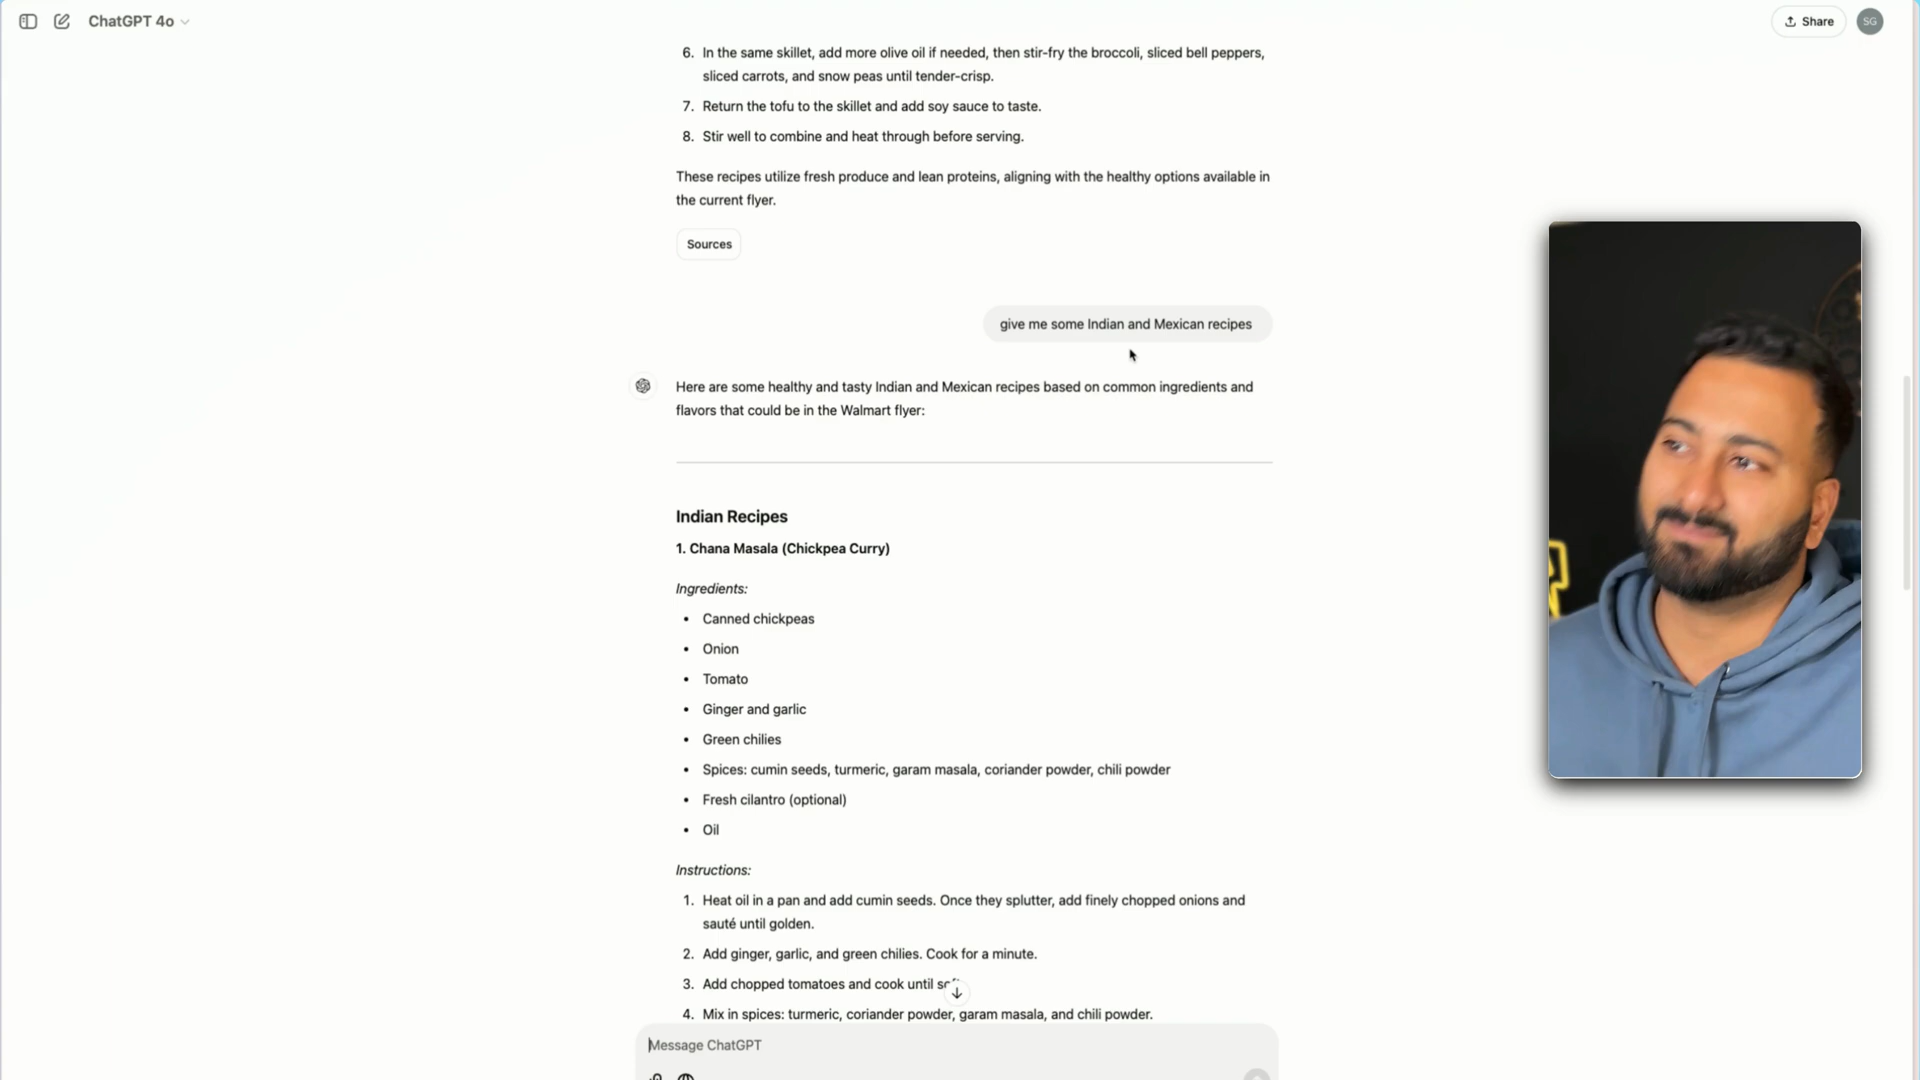 ChatGPT 4o
Share
SG
6. In the same skillet, add more olive oil if needed, then stir-fry the broccoli, sliced bell peppers,
sliced carrots, and snow peas until tender-crisp.
7. Return the tofu to the skillet and add soy sauce to taste.
8. Stir well to combine and heat through before serving.
These recipes utilize fresh produce and lean proteins, aligning with the healthy options available in
the current flyer.
Sources
give me some Indian and Mexican recipes
Here are some healthy and tasty Indian and Mexican recipes based on common ingredients and
flavors that could be in the Walmart flyer:
Indian Recipes
1. Chana Masala (Chickpea Curry)
Ingredients:
• Canned chickpeas
• Onion
• Tomato
• Ginger and garlic
• Green chilies
• Spices: cumin seeds, turmeric, garam masala, coriander powder, chili powder
• Fresh cilantro (optional)
• Oil
Instructions:
1. Heat oil in a pan and add cumin seeds. Once they splutter, add finely chopped onions and
sauté until golden.
2. Add ginger, garlic, and green chilies. Cook for a minute.
3. Add chopped tomatoes and cook until
4. Mix in spices: turmeric, coriander powder, garam masala, and chili powder.
Message ChatGPT